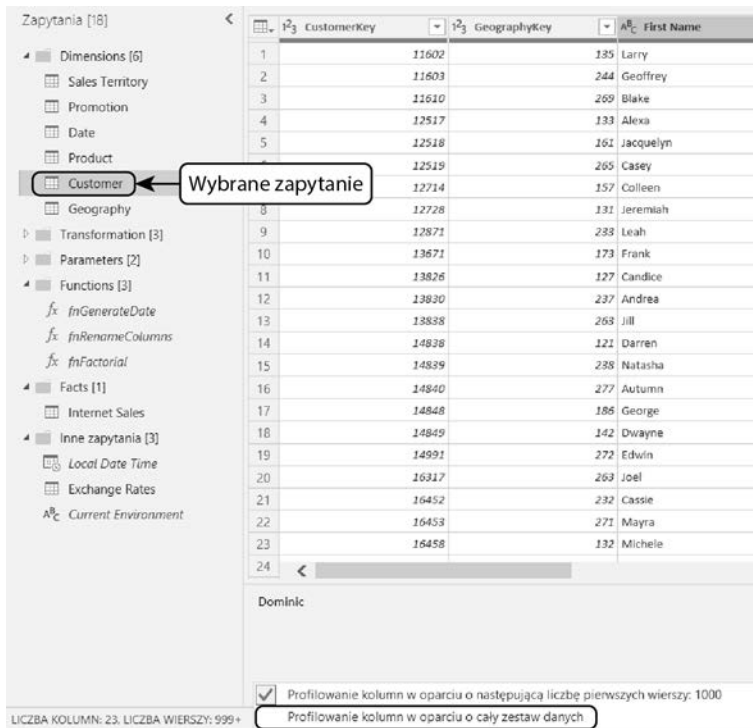 Zapytania [18]
Dimensions [6]
Sales Territory
Promotion
Date
Product
Customer
Geography
Transformation [3]
Parameters [2]
Functions [3]
fx fnGenerateDate
fx fnRenameColumns
fx fnFactorial
Facts [1]
Internet Sales
Inne zapytania [3]
Local Date Time
Exchange Rates
ABC Current Environment
Wybrane zapytanie
123 CustomerKey 123 GeographyKey ABC First Name
1 11602 135 Larry
2 11603 244 Geoffrey
3 11610 269 Blake
4 12517 133 Alexa
5 12518 161 Jacquelyn
12519 265 Casey
12714 157 Colleen
8 12728 131 Jeremiah
9 12871 233 Leah
10 13671 173 Frank
11 13826 127 Candice
12 13830 237 Andrea
13 13838 263 Jill
14 14838 121 Darren
15 14839 238 Natasha
16 14840 277 Autumn
17 14848 186 George
18 14849 142 Dwayne
19 14991 272 Edwin
20 16317 263 Joel
21 16452 232 Cassie
22 16453 271 Mayra
23 16458 132 Michele
24
Dominic
Profilowanie kolumn w oparciu o następującą liczbę pierwszych wierszy: 1000
Profilowanie kolumn w oparciu o cały zestaw danych
LICZBA KOLUMN: 23, LICZBA WIERSZY: 999+